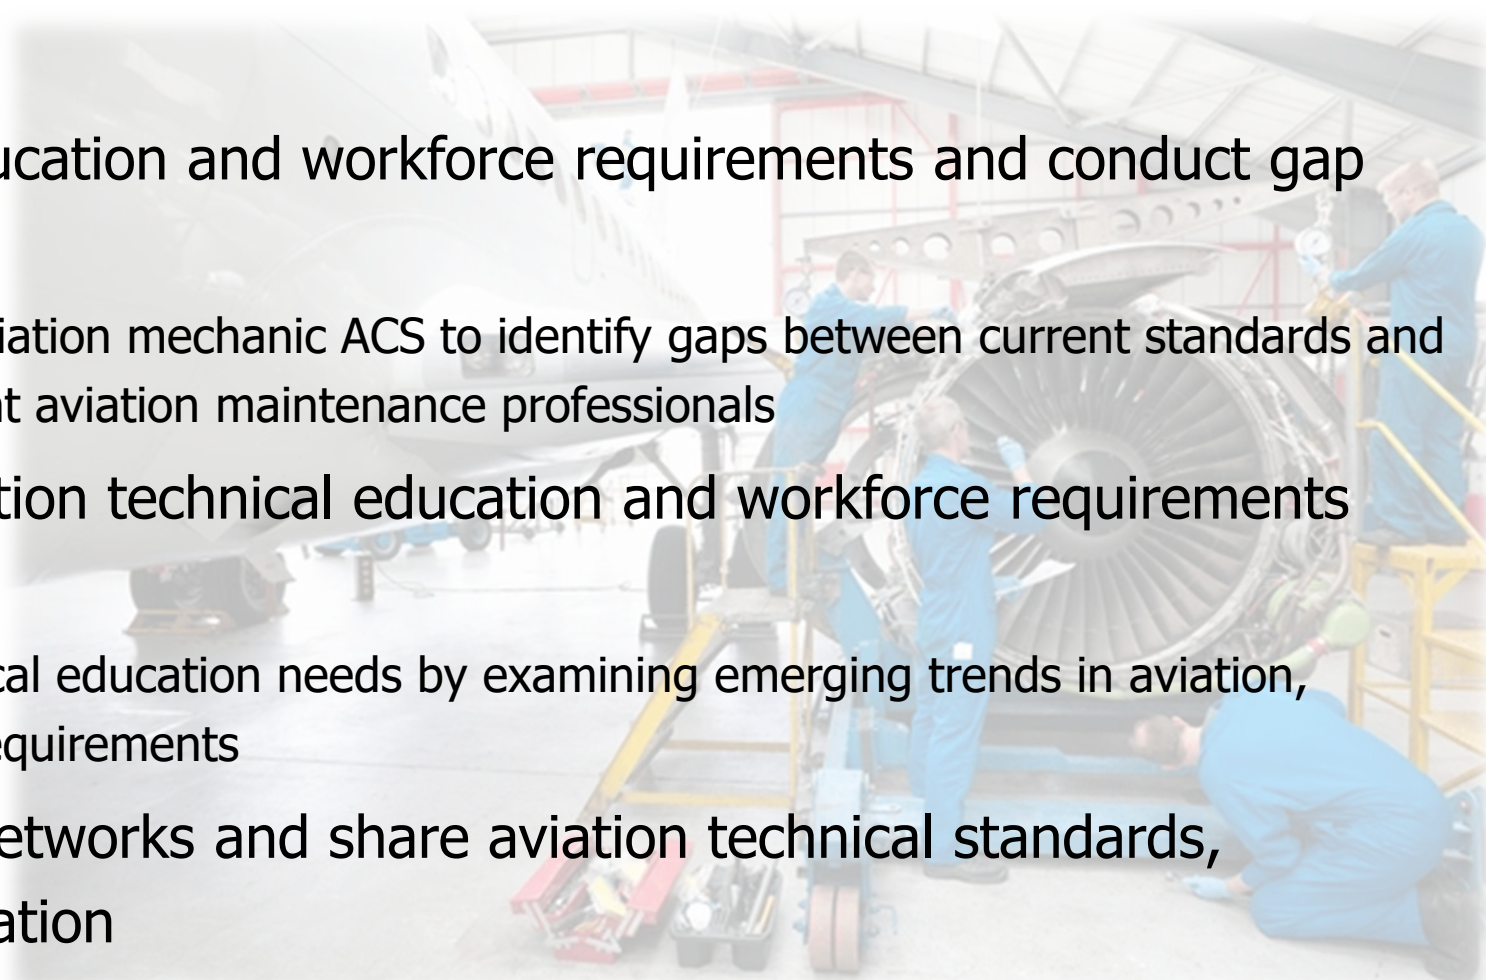 ucation and workforce requirements and conduct gap
iation mechanic ACS to identify gaps between current standards and
t aviation maintenance professionals
tion technical education and workforce requirements
cal education needs by examining emerging trends in aviation,
equirements
etworks and share aviation technical standards,
ation